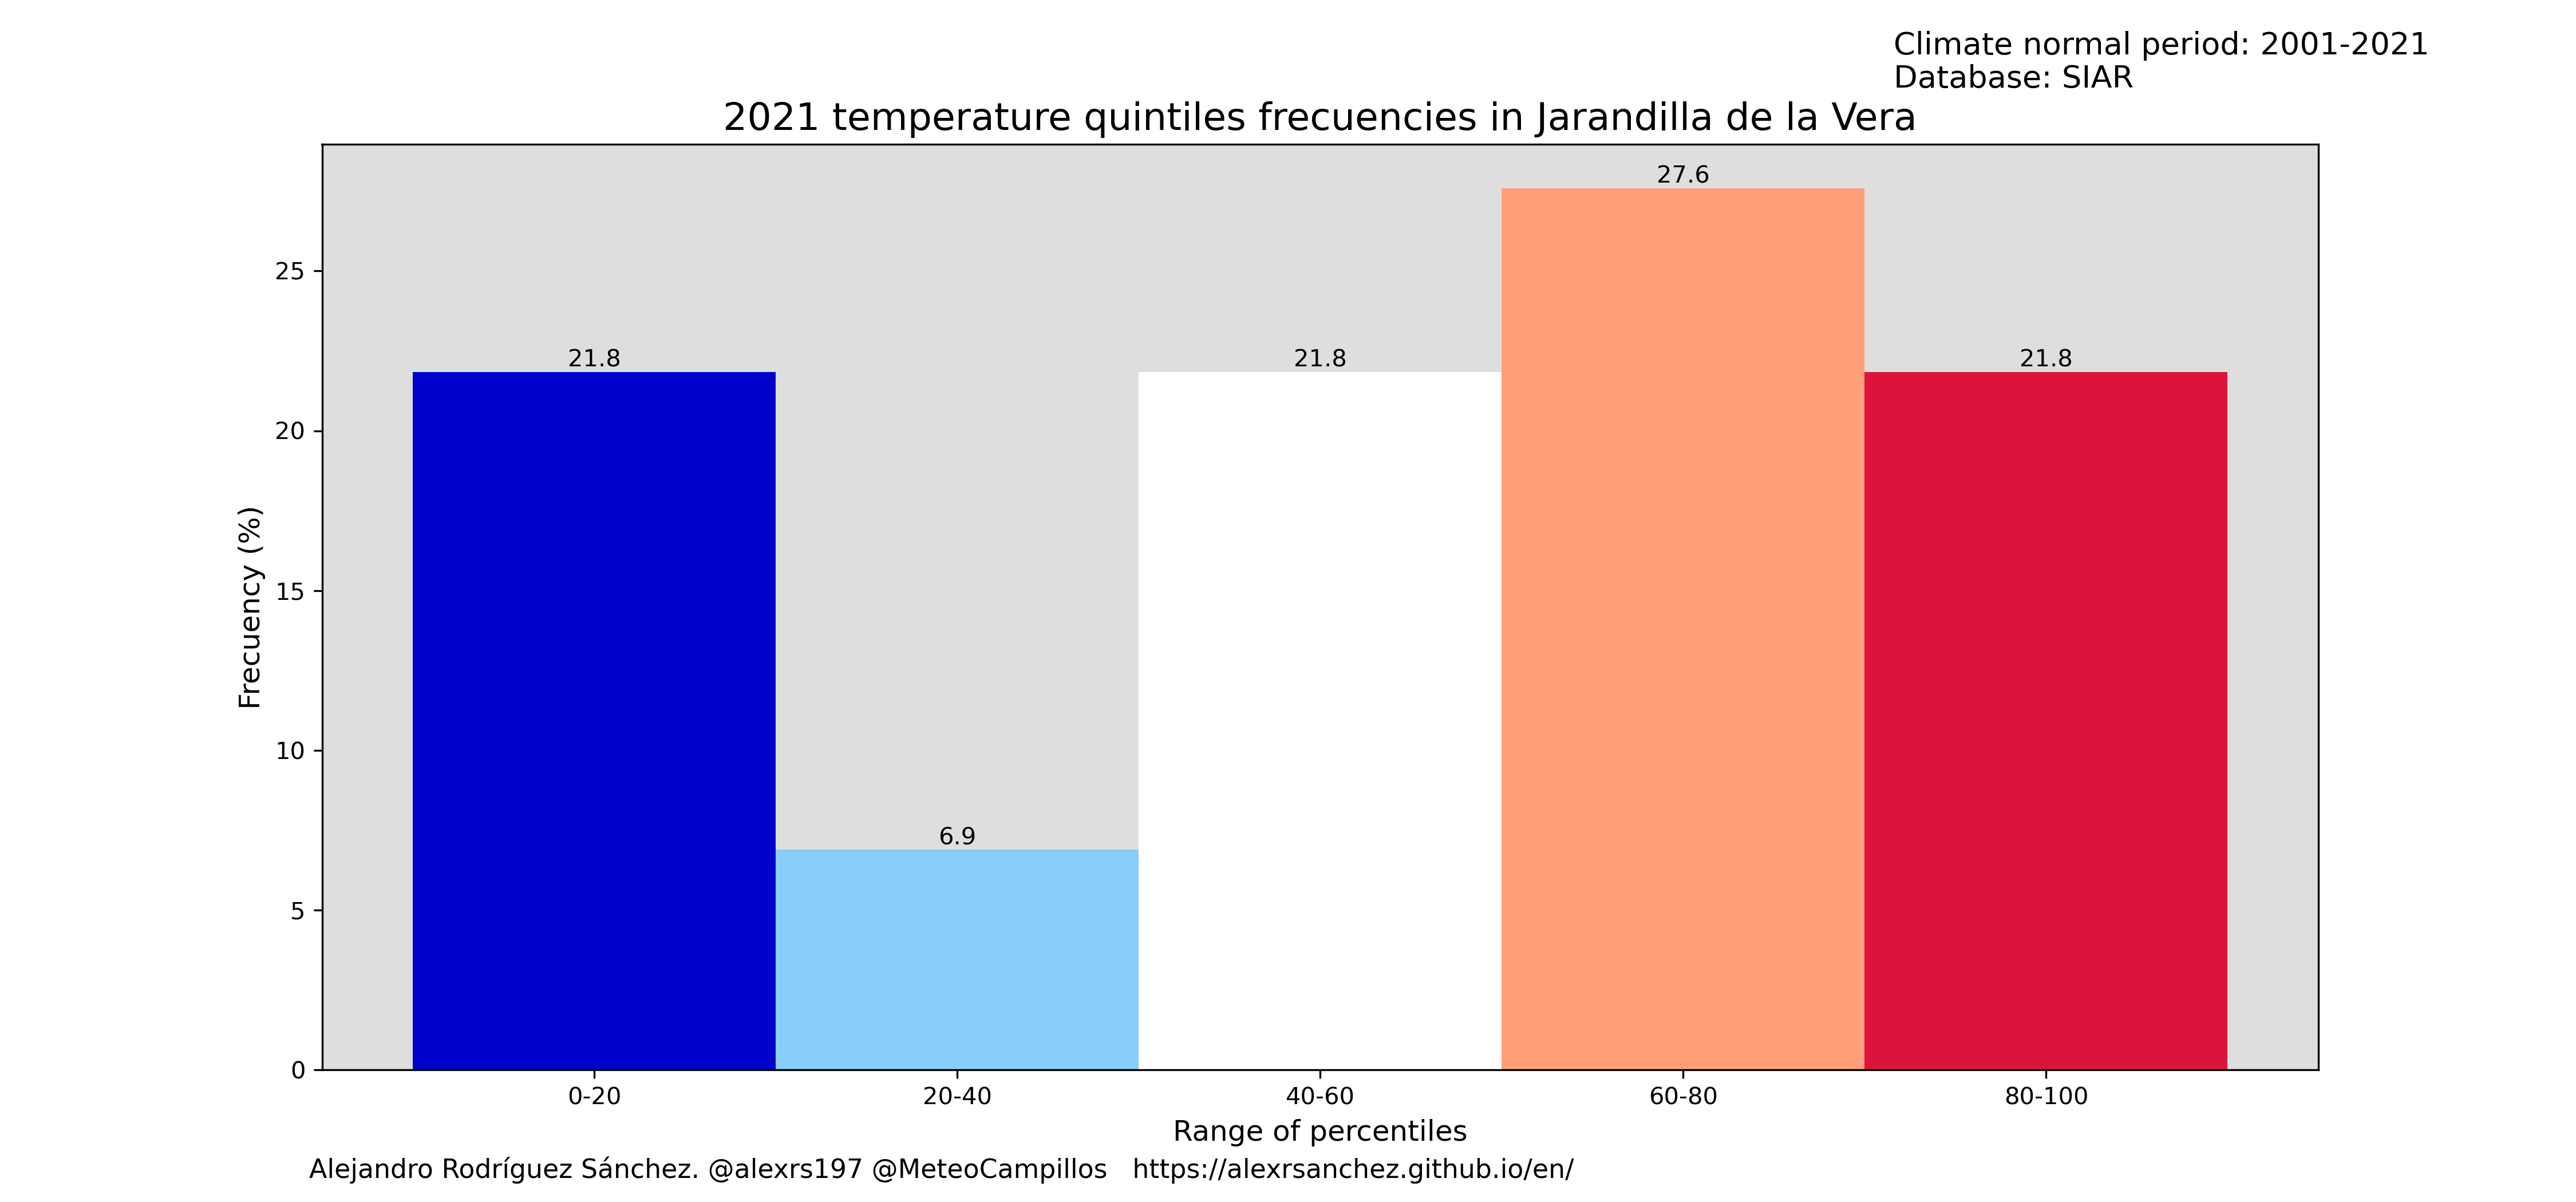 Climate normal period: 2001-2021
Database: SIAR
2021 temperature quintiles frecuencies in Jarandilla de la Vera
27.6
25
21.8 21.8 21.8
20
Frecuency (%)
15
10
6.9
5
0
0-20 20-40 40-60 60-80 80-100
Range of percentiles
Alejandro Rodríguez Sánchez. @alexrs197 @MeteoCampillos https://alexrsanchez.github.io/en/